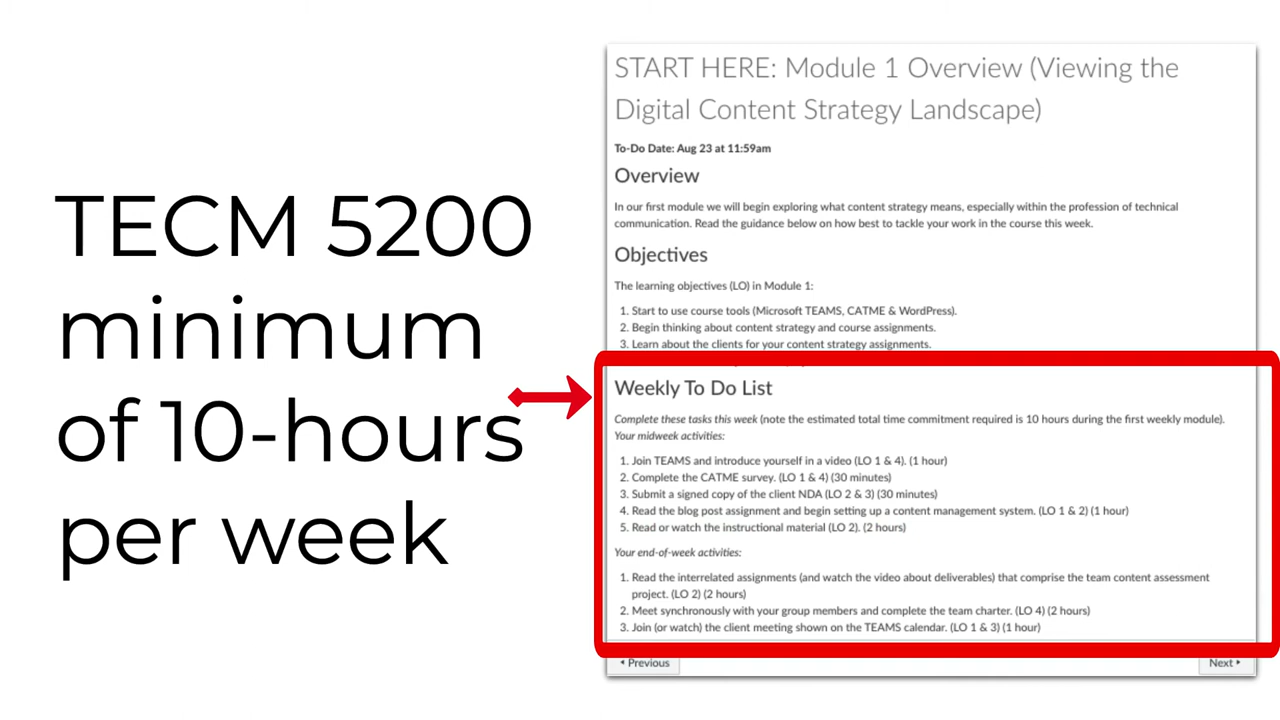 TECM 5200
minimum
of 10-hours
per week
START HERE: Module 1 Overview (Viewing the
Digital Content Strategy Landscape)
To-Do Date: Aug 23 at 11:59am
Overview
In our first module we will begin exploring what content strategy means, especially within the profession of technical
communication. Read the guidance below on how best to tackle your work in the course this week.
Objectives
The learning objectives (LO) in Module 1:
1. Start to use course tools (Microsoft TEAMS, CATME & WordPress).
2. Begin thinking about content strategy and course assignments.
3. Learn about the clients for your content strategy assignments.
Weekly To Do List
Complete these tasks this week (note the estimated total time commitment required is 10 hours during the first weekly module).
Your midweek activities:
1. Join TEAMS and introduce yourself in a video (LO 1 & 4). (1 hour)
2. Complete the CATME survey. (LO 1 & 4) (30 minutes)
3. Submit a signed copy of the client NDA (LO 2 & 3) (30 minutes)
4. Read the blog post assignment and begin setting up a content management system. (LO 1 & 2) (1 hour)
5. Read or watch the instructional material (LO 2). (2 hours)
Your end-of-week activities:
1. Read the interrelated assignments (and watch the video about deliverables) that comprise the team content assessment
project. (LO 2) (2 hours)
2. Meet synchronously with your group members and complete the team charter. (LO 4) (2 hours)
3. Join (or watch) the client meeting shown on the TEAMS calendar. (LO 1 & 3) (1 hour)
Previous
Next